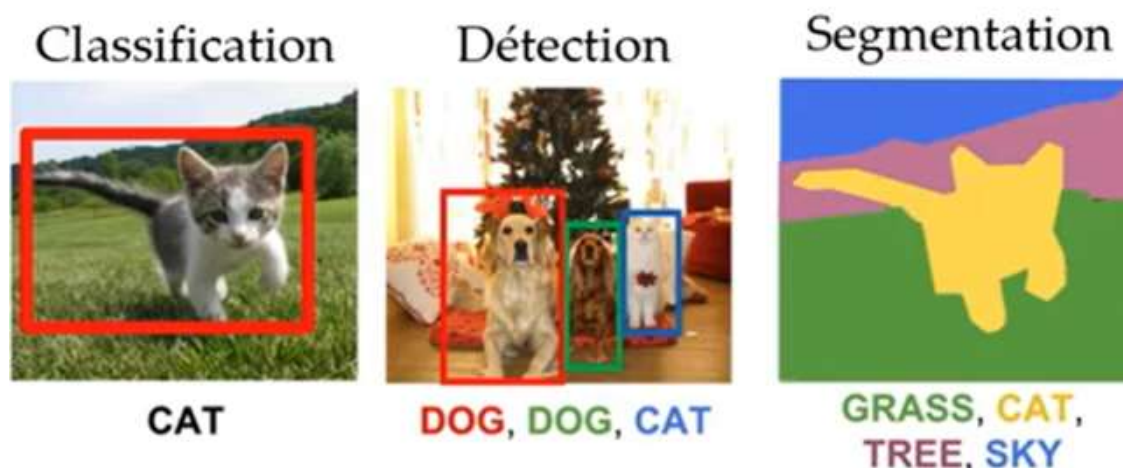 Classification
CAT
Détection
DOG, DOG, CAT
Segmentation
GRASS, CAT,
TREE, SKY